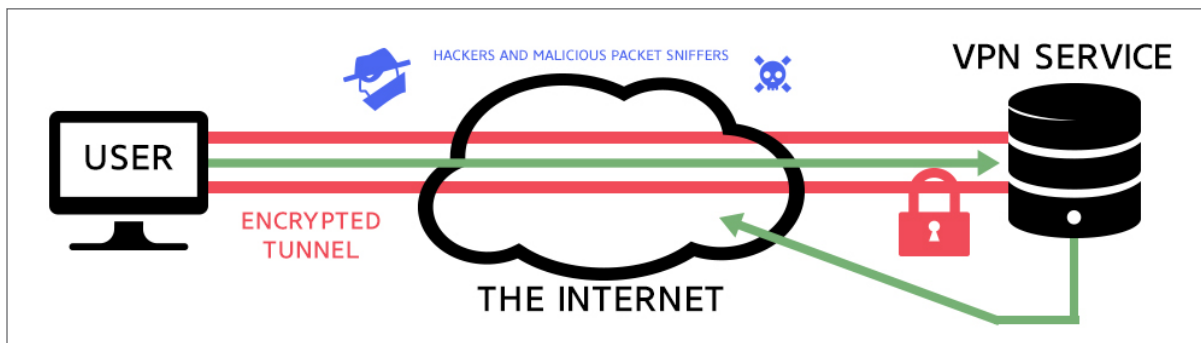 HACKERS AND MALICIOUS PACKET SNIFFERS
VPN SERVICE
USER
ENCRYPTED
TUNNEL
THE INTERNET